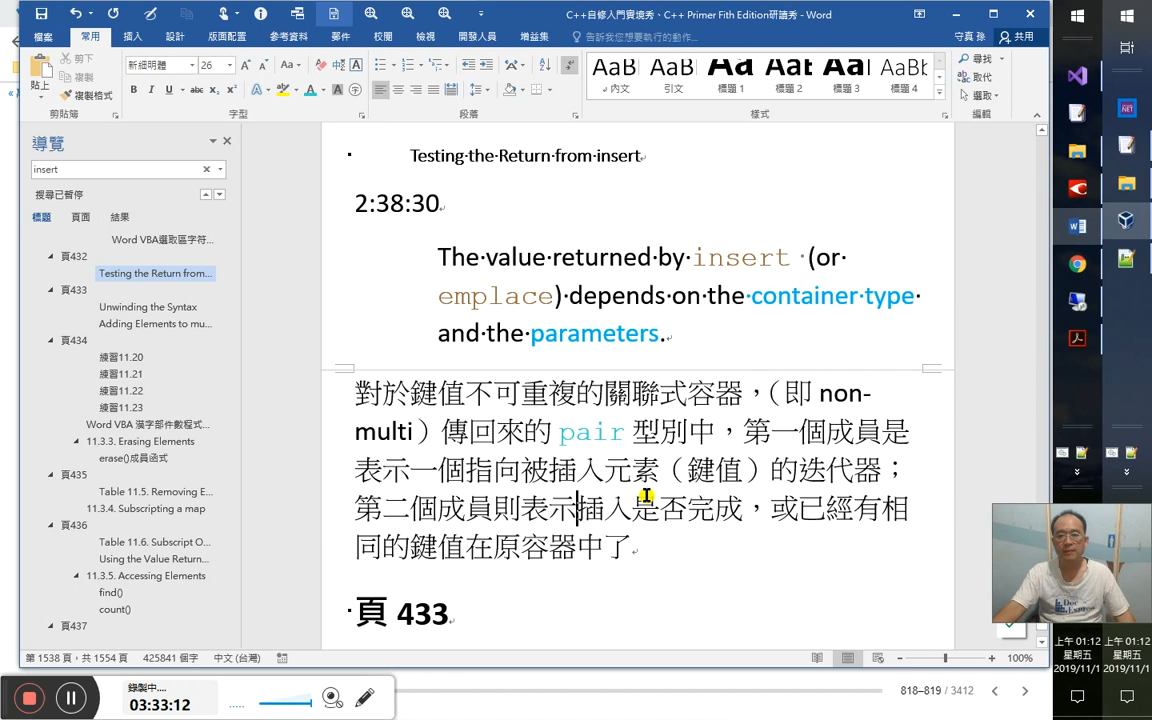 C++自修入門實境秀、C++ Primer Fith Edition研讀秀 - Word
檔案 常用 插入 設計 版面配置 參考資料 郵件 校閱 檢視 開發人員 增益集 告訴我您想要執行的動作... 守真 孫 共用
貼上 剪下 複製 複製格式 剪貼簿
新細明體 26 字型
段落
AaB 內文 AaB 引文 Aa 標題 1 Aat 標題 2 Aa 標題 3 AaBb 標題 4 樣式
尋找 取代 選取 編輯
導覽
insert
搜尋已暫停
標題 頁面 結果
Word VBA選取區字符...
頁432
Testing the Return from...
頁433
Unwinding the Syntax
Adding Elements to mu...
頁434
練習11.20
練習11.21
練習11.22
練習11.23
Word VBA 漢字部件數程式...
11.3.3. Erasing Elements
erase()成員函式
頁435
Table 11.5. Removing E...
11.3.4. Subscripting a map
頁436
Table 11.6. Subscript O...
Using the Value Return...
11.3.5. Accessing Elements
find()
count()
頁437
Testing the Return from insert
2:38:30
The value returned by insert (or
emplace) depends on the container type
and the parameters.
對於鍵值不可重複的關聯式容器，（即 non-
multi）傳回來的 pair 型別中，第一個成員是
表示一個指向被插入元素（鍵值）的迭代器；
第二個成員則表示插入是否完成，或已經有相
同的鍵值在原容器中了
頁 433
第 1538 頁，共 1554 頁 425841 個字 中文 (台灣) 100%
錄製中....
03:33:12
818–819 / 3412
上午 01:12 上午 01:12
星期五 星期五
2019/11/1 2019/11/1